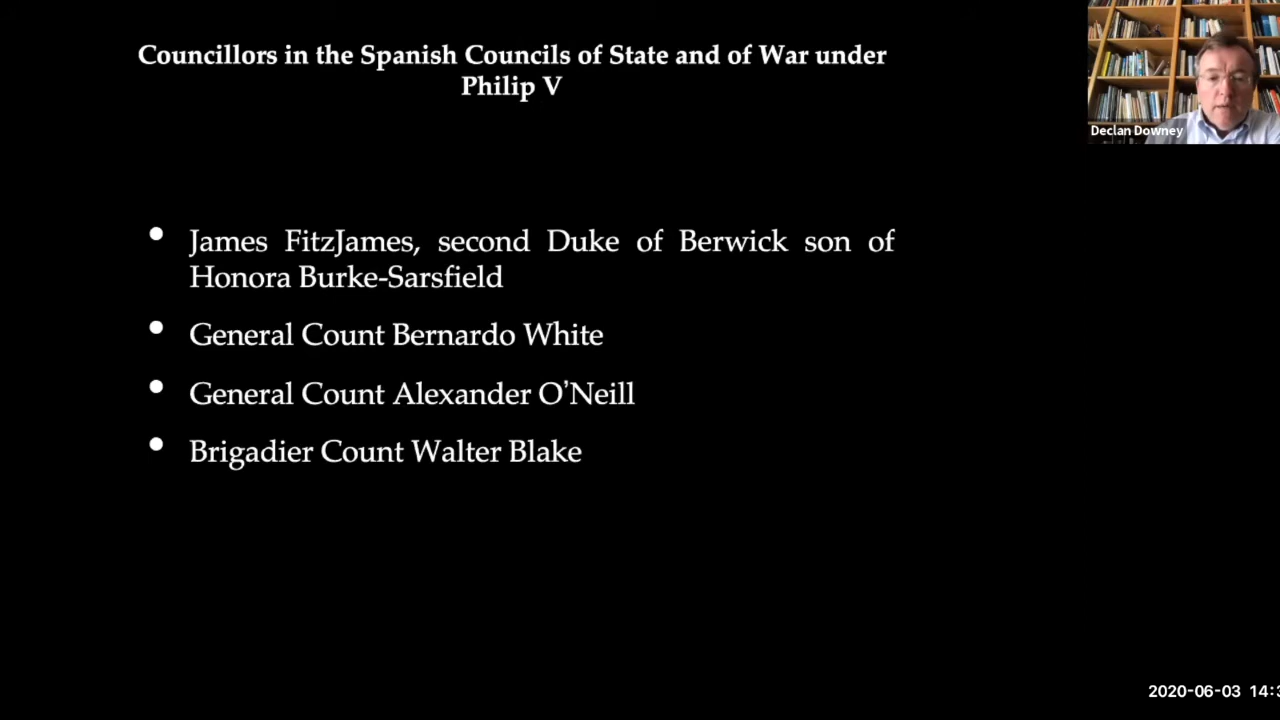 Councillors in the Spanish Councils of State and of War under
Philip V
Declan Downey
• James FitzJames, second Duke of Berwick son of
Honora Burke-Sarsfield
• General Count Bernardo White
• General Count Alexander O’Neill
• Brigadier Count Walter Blake
2020-06-03 14:3